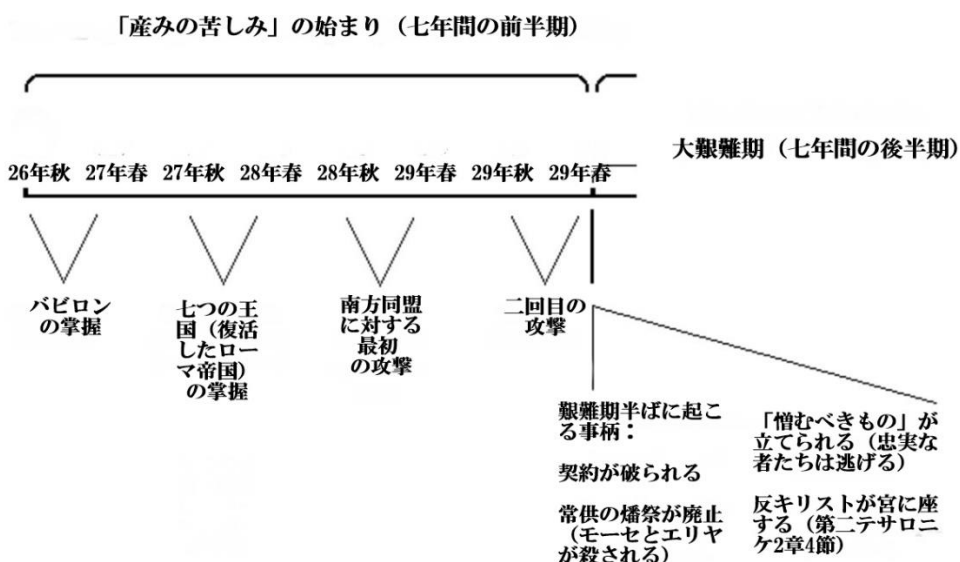 「産みの苦しみ」の始まり（七年間の前半期）
大艱難期（七年間の後半期）
26年秋 27年春 27年秋 28年春 28年秋 29年春 29年秋 29年春
バビロン
の掌握
七つの王
国（復活
したロー
マ帝国）
の掌握
南方同盟
に対する
最初
の攻撃
二回目の
攻撃
艱難期半ばに起こ
る事柄：
契約が破られる
常供の燔祭が廃止
（モーセとエリヤ
が殺される）
「憎むべきもの」が
立てられる（忠実な
者たちは逃げる）
反キリストが宮に座
する（第二テサロニ
ケ2章4節）